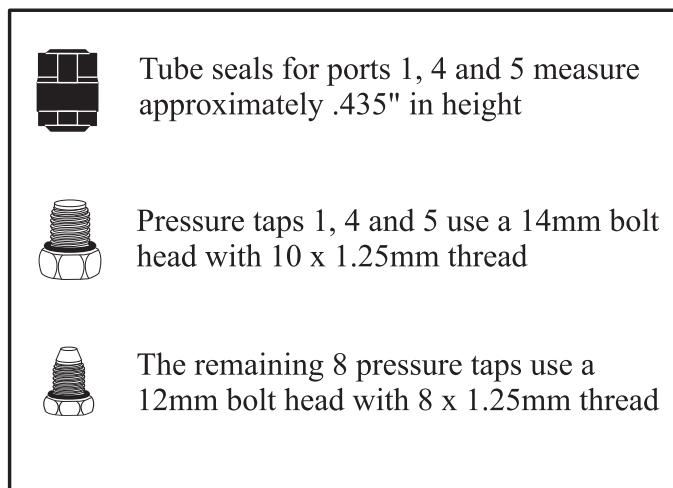 Tube seals for ports 1, 4 and 5 measure
approximately .435" in height
Pressure taps 1, 4 and 5 use a 14mm bolt
head with 10 x 1.25mm thread
The remaining 8 pressure taps use a
12mm bolt head with 8 x 1.25mm thread